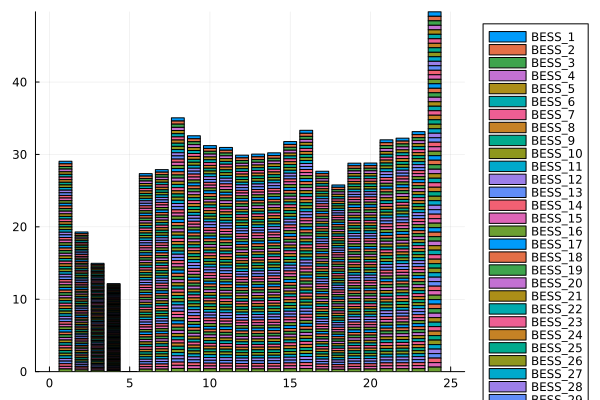 40
30
20
10
0
0 5 10 15 20 25
BESS_1
BESS_2
BESS_3
BESS_4
BESS_5
BESS_6
BESS_7
BESS_8
BESS_9
BESS_10
BESS_11
BESS_12
BESS_13
BESS_14
BESS_15
BESS_16
BESS_17
BESS_18
BESS_19
BESS_20
BESS_21
BESS_22
BESS_23
BESS_24
BESS_25
BESS_26
BESS_27
BESS_28
BESS_29